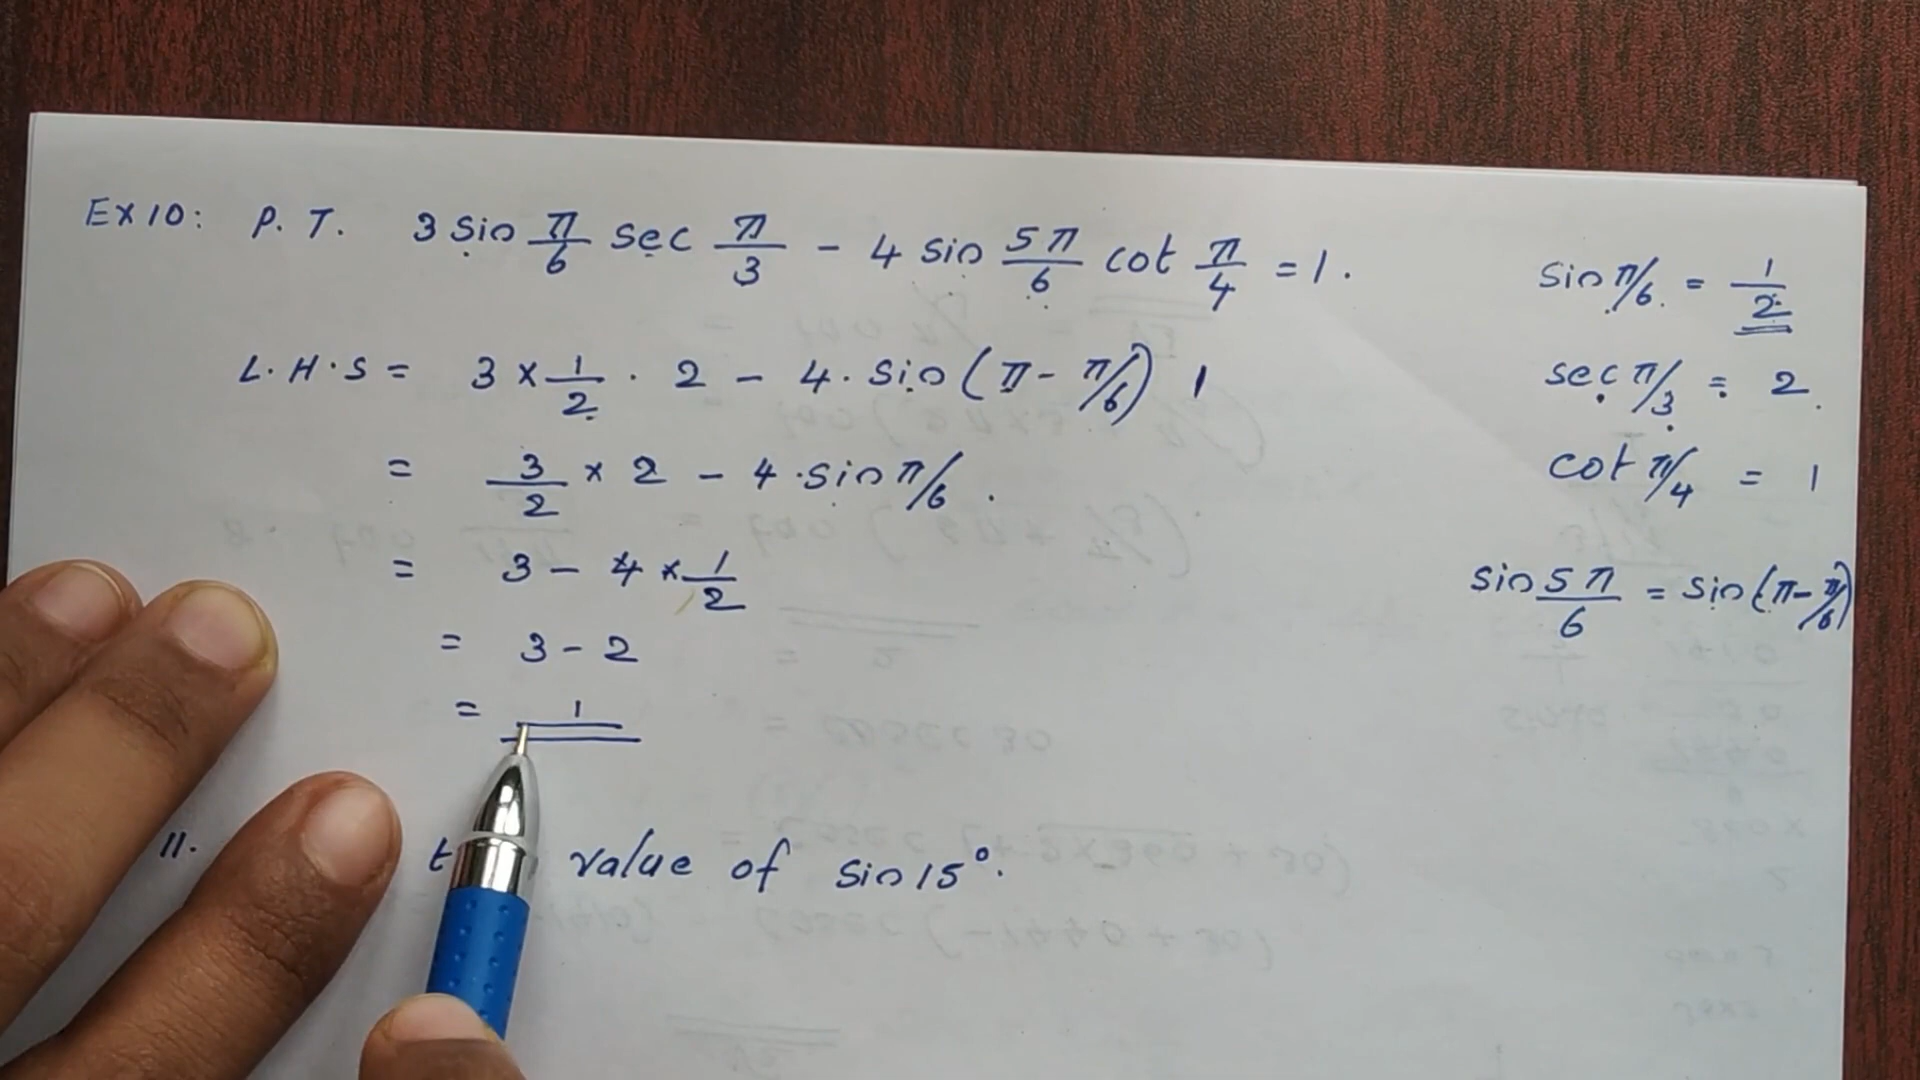 Ex 10: P. T. 3 sin π/6 sec π/3 - 4 sin 5π/6 cot π/4 = 1.
L.H.S = 3 × 1/2 . 2 - 4. sin (π - π/6) 1
= 3/2 × 2 - 4 . sin π/6 .
= 3 - 4 × 1/2
= 3 - 2
= 1
sin π/6 = 1/2
sec π/3 = 2
cot π/4 = 1
sin 5π/6 = sin (π - π/6)
11. value of sin 15°.